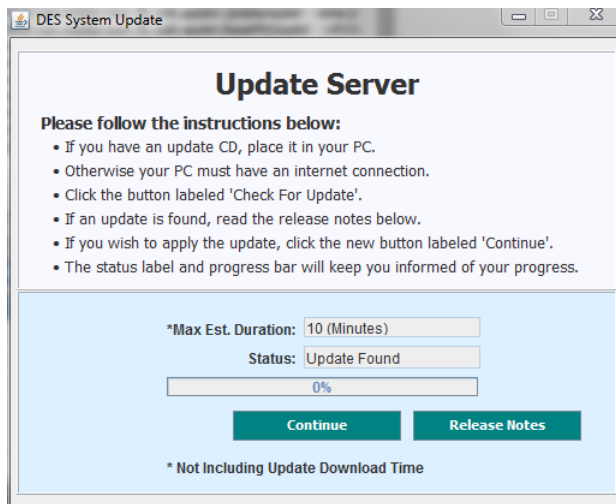 DES System Update
Update Server
Please follow the instructions below:
• If you have an update CD, place it in your PC.
• Otherwise your PC must have an internet connection.
• Click the button labeled 'Check For Update'.
• If an update is found, read the release notes below.
• If you wish to apply the update, click the new button labeled 'Continue'.
• The status label and progress bar will keep you informed of your progress.
*Max Est. Duration: 10 (Minutes)
Status: Update Found
0%
Continue Release Notes
* Not Including Update Download Time